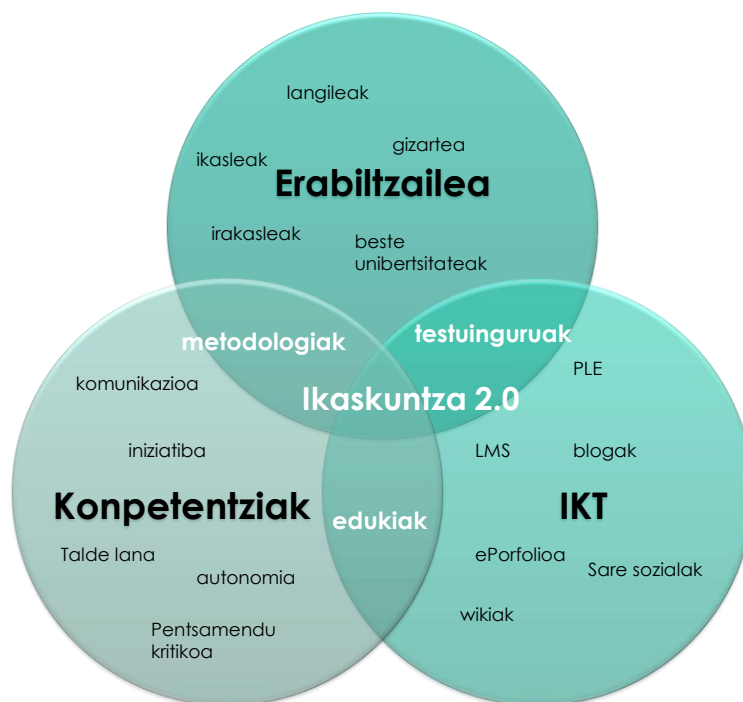 langileak
gizartea
ikasleak
Erabiltzailea
irakasleak
beste
unibertsitateak
testuinguruak
metodologiak
PLE
komunikazioa
Ikaskuntza 2.0
iniziatiba
LMS
blogak
Konpetentziak
IKT
edukiak
Talde lana
ePorfolioa
Sare sozialak
autonomia
wikiak
Pentsamendu
kritikoa